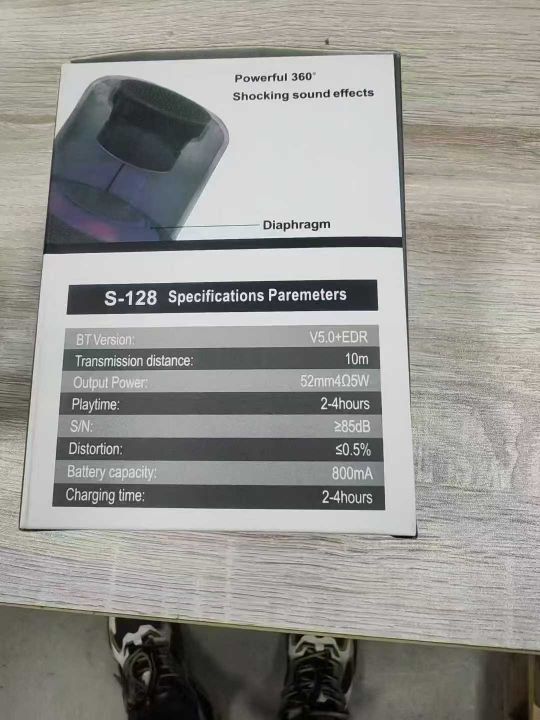 Powerful 360°
Shocking sound effects
Diaphragm
S-128 Specifications Paremeters
BT Version: V5.0+EDR
Transmission distance: 10m
Output Power: 52mm4Ω5W
Playtime: 2-4hours
S/N: ≥85dB
Distortion: ≤0.5%
Battery capacity: 800mA
Charging time: 2-4hours